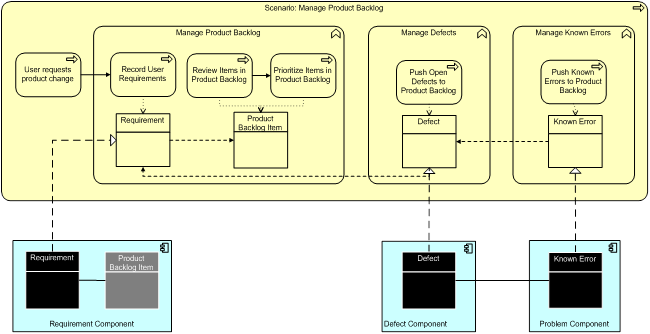 Scenario: Manage Product Backlog
Manage Product Backlog
Manage Defects
Manage Known Errors
User requests
product change
Record User
Requirements
Review Items in
Product Backlog
Prioritize Items in
Product Backlog
Push Open
Defects to
Product Backlog
Push Known
Errors to Product
Backlog
Requirement
Product
Backlog Item
Defect
Known Error
Requirement
Product
Backlog Item
Defect
Known Error
Requirement Component
Defect Component
Problem Component